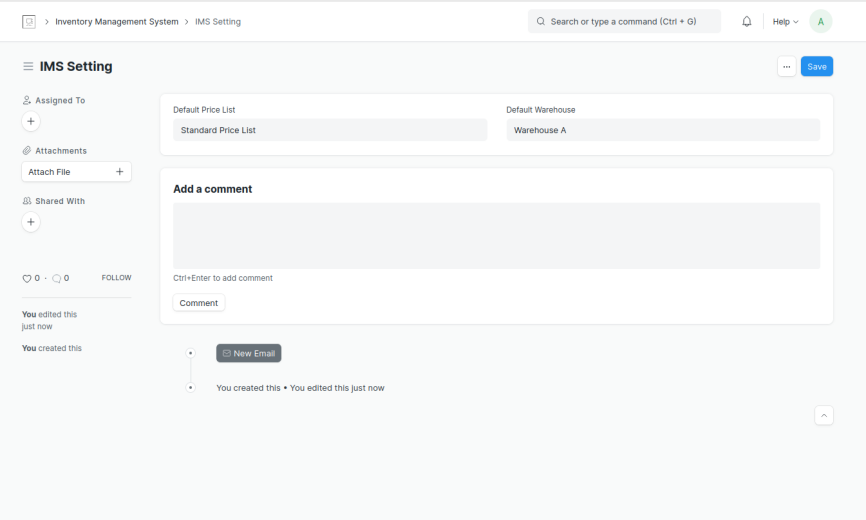 Inventory Management System
IMS Setting
Search or type a command (Ctrl + G)
Help
A
IMS Setting
...
Save
Assigned To
+
Attachments
Attach File +
Shared With
+
0 · 0 FOLLOW
You edited this
just now
You created this
Default Price List
Standard Price List
Default Warehouse
Warehouse A
Add a comment
Ctrl+Enter to add comment
Comment
New Email
You created this • You edited this just now